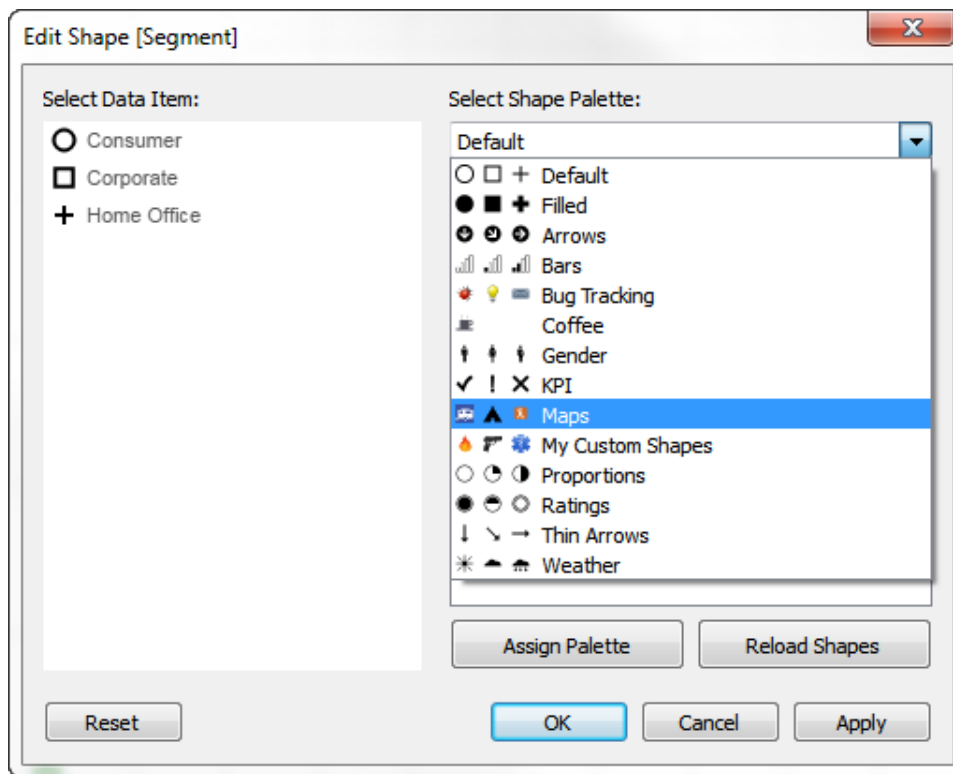 Edit Shape [Segment]
Select Data Item:
Consumer
Corporate
Home Office
Select Shape Palette:
Default
Default
Filled
Arrows
Bars
Bug Tracking
Coffee
Gender
KPI
Maps
My Custom Shapes
Proportions
Ratings
Thin Arrows
Weather
Assign Palette
Reload Shapes
Reset
OK
Cancel
Apply